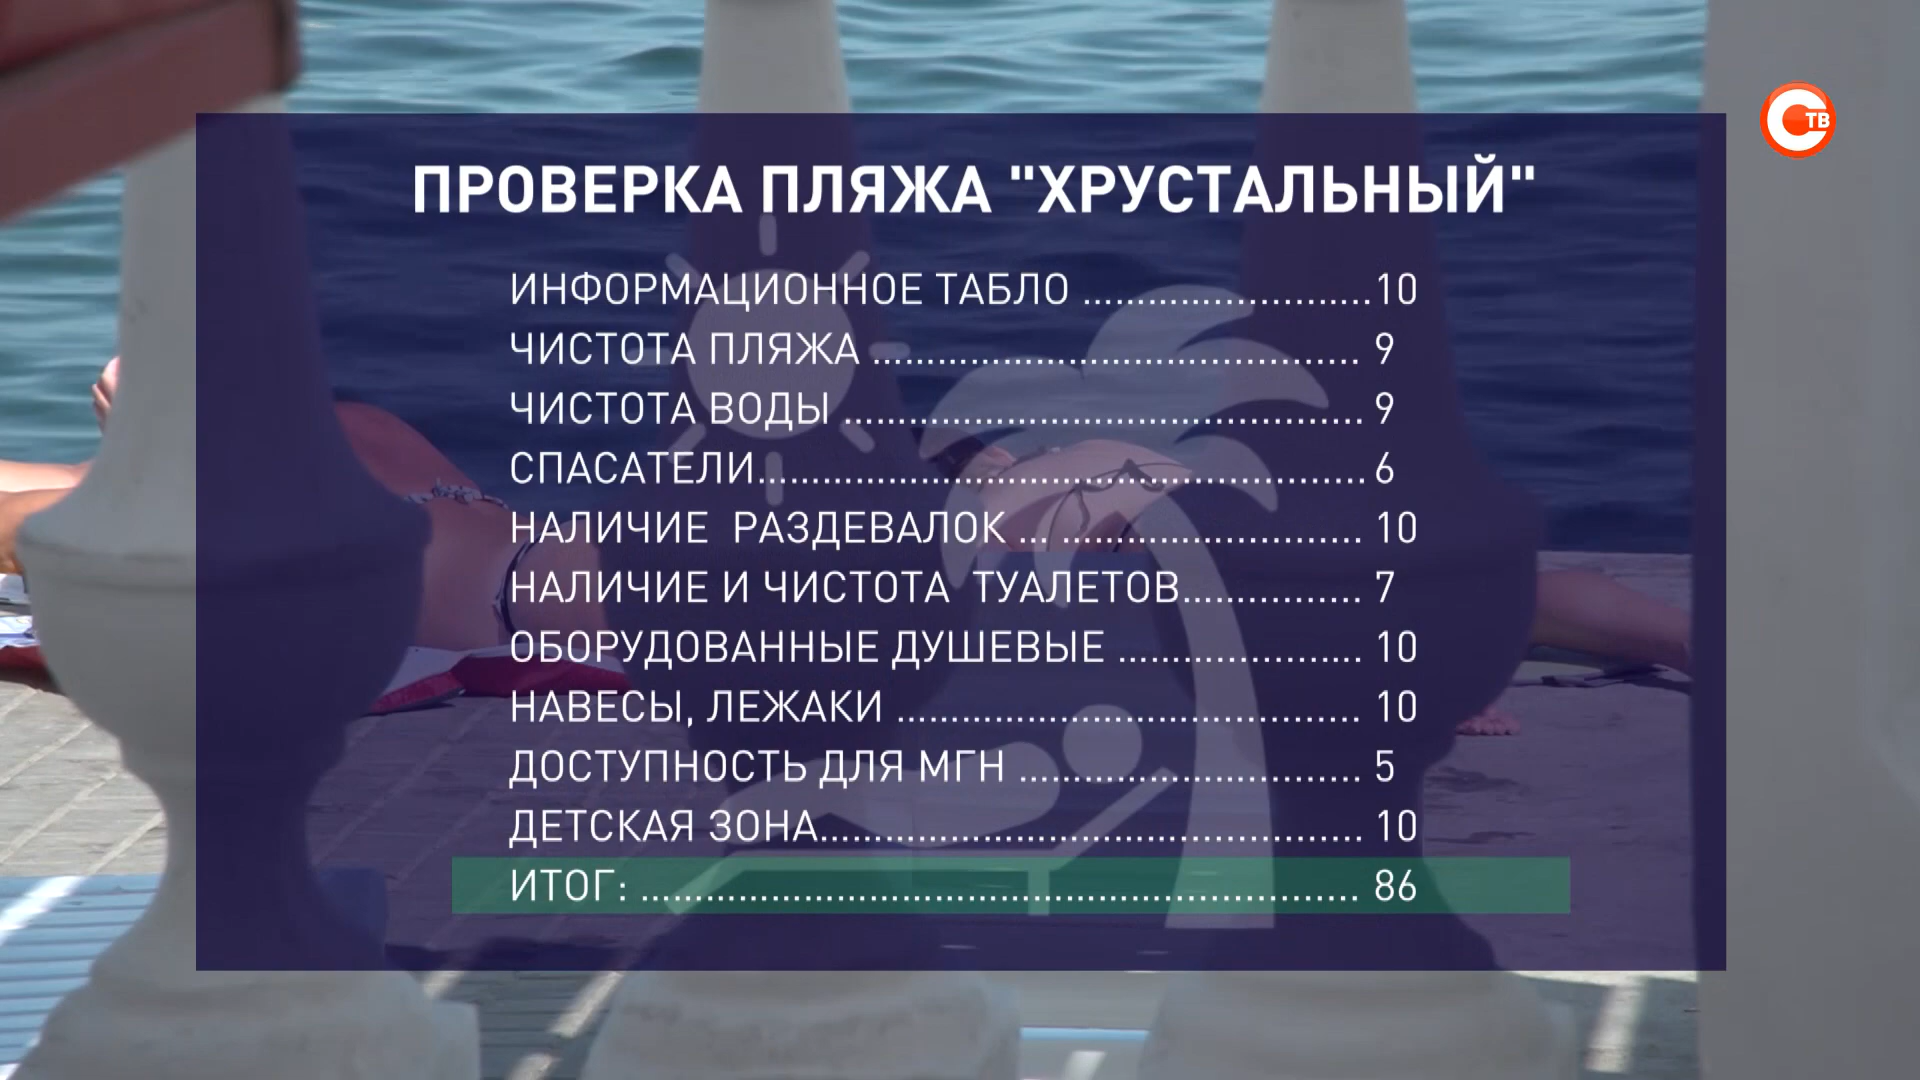 ТВ
ПРОВЕРКА ПЛЯЖА "ХРУСТАЛЬНЫЙ"
ИНФОРМАЦИОННОЕ ТАБЛО ........................10
ЧИСТОТА ПЛЯЖА ........................................ 9
ЧИСТОТА ВОДЫ .......................................... 9
СПАСАТЕЛИ................................................. 6
НАЛИЧИЕ  РАЗДЕВАЛОК ... ......................... 10
НАЛИЧИЕ И ЧИСТОТА  ТУАЛЕТОВ............... 7
ОБОРУДОВАННЫЕ ДУШЕВЫЕ .................... 10
НАВЕСЫ, ЛЕЖАКИ ...................................... 10
ДОСТУПНОСТЬ ДЛЯ МГН ............................ 5
ДЕТСКАЯ ЗОНА............................................ 10
ИТОГ: ........................................................... 86